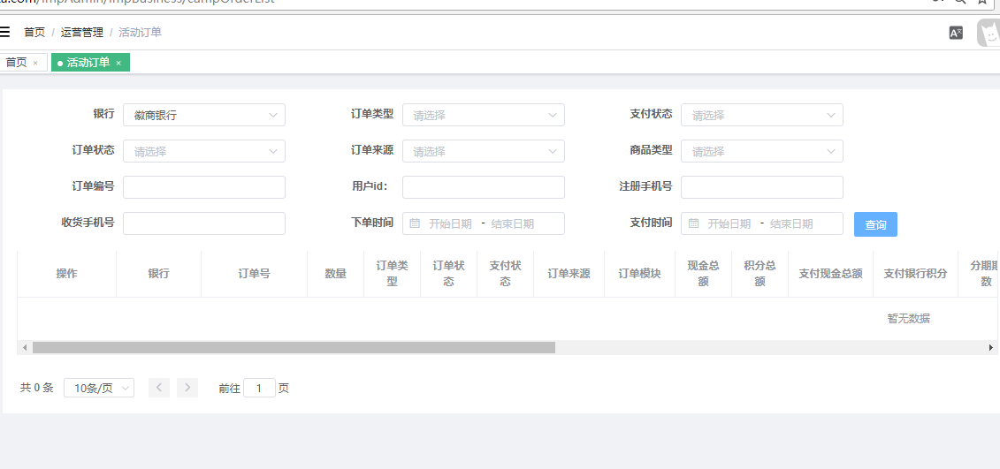 /impAdmin/impBusiness/campOrderList
首页 / 运营管理 / 活动订单
首页 × 活动订单 ×
银行 徽商银行 订单类型 请选择 支付状态 请选择
订单状态 请选择 订单来源 请选择 商品类型 请选择
订单编号 用户id： 注册手机号
收货手机号 下单时间 开始日期 - 结束日期 支付时间 开始日期 - 结束日期 查询
操作 银行 订单号 数量 订单类型 订单状态 支付状态 订单来源 订单模块 现金总额 积分总额 支付现金总额 支付银行积分 分期期数
暂无数据
共 0 条 10条/页 前往 1 页